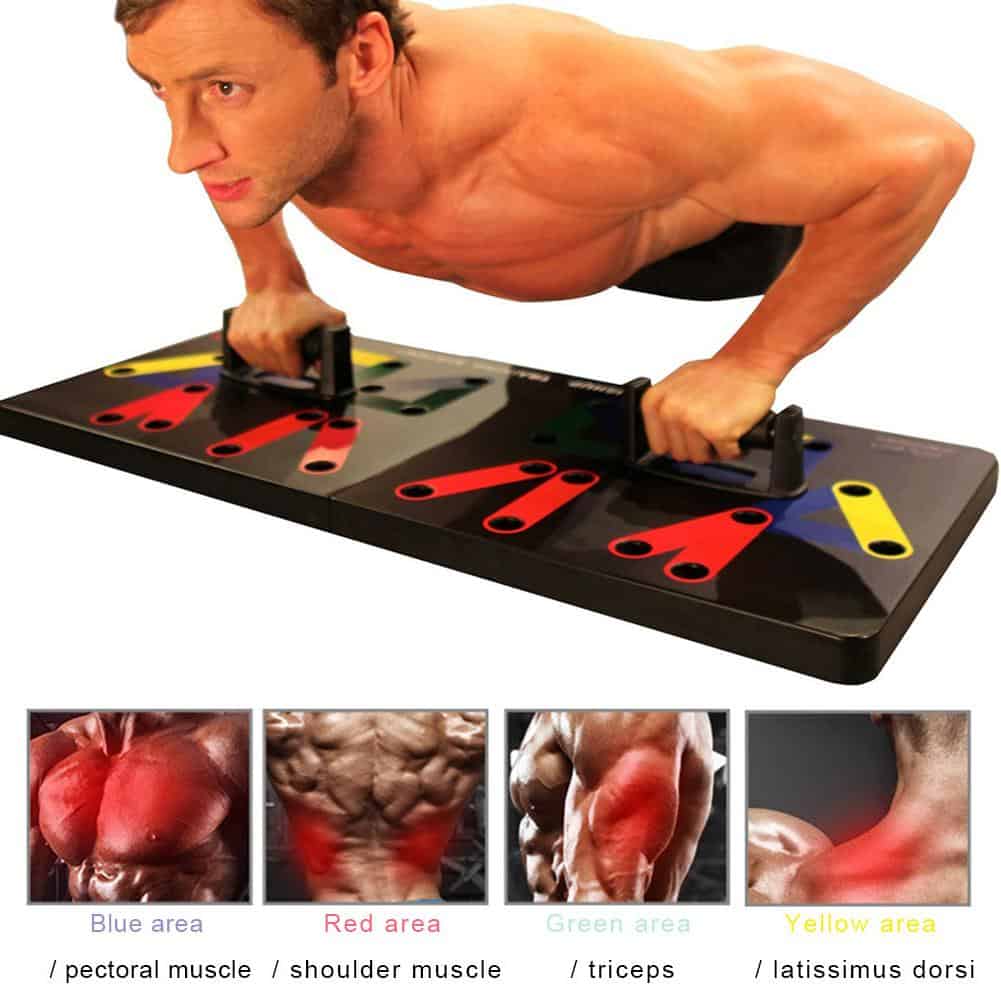 Blue area
Red area
Green area
Yellow area
/ pectoral muscle
/ shoulder muscle
/ triceps
/ latissimus dorsi